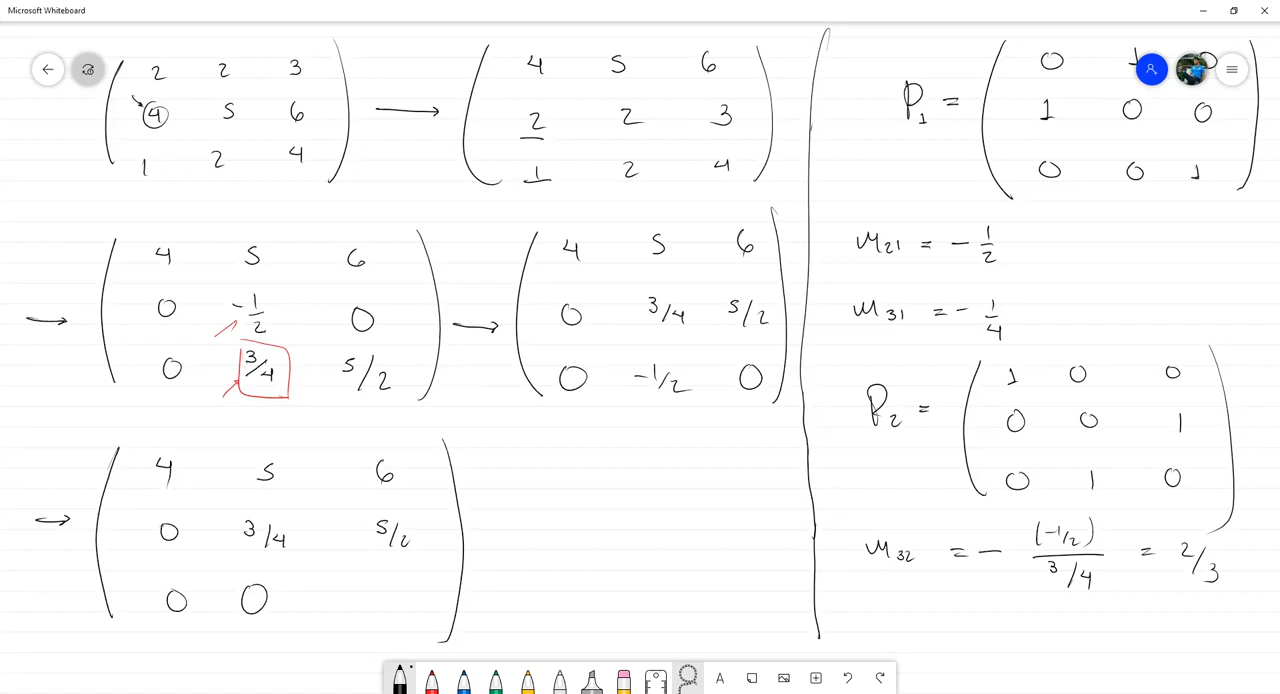 Microsoft Whiteboard
2 2 3
4 5 6
1 2 4
4 5 6
2 2 3
1 2 4
4 5 6
0 -1/2 0
0 3/4 5/2
4 5 6
0 3/4 5/2
0 -1/2 0
4 5 6
0 3/4 5/2
0 0
P1 =
0 1 0
1 0 0
0 0 1
m21 = - 1/2
m31 = - 1/4
P2 =
1 0 0
0 0 1
0 1 0
m32 = - (-1/2) / 3/4 = 2/3
A